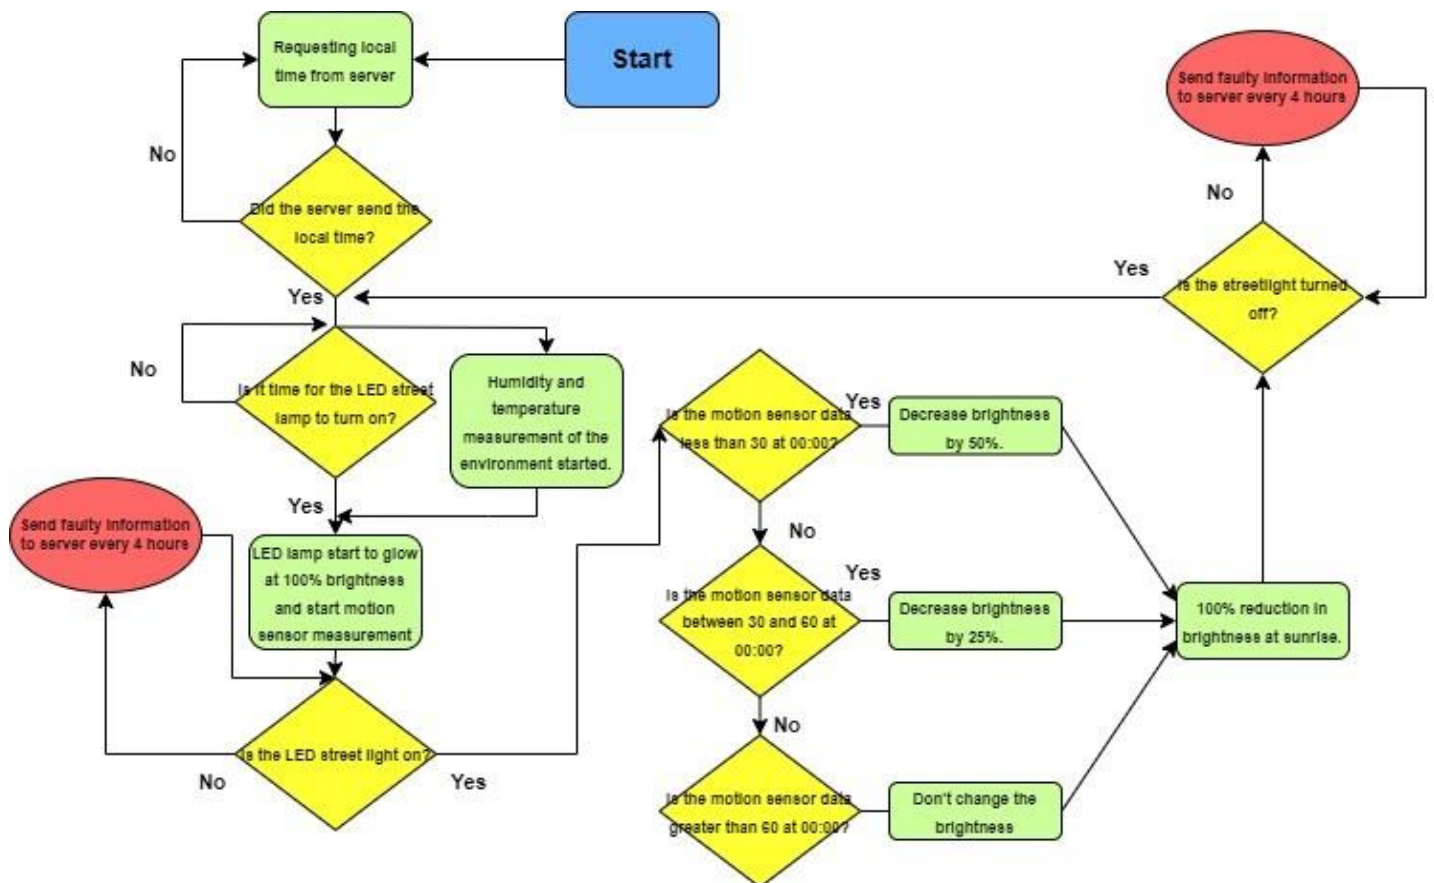 Requesting local
time from server
Start
Send faulty information
to server every 4 hours
No
Did the server send the
local time?
No
Yes
Is the streetlight turned
off?
Yes
No
Is it time for the LED street
lamp to turn on?
Humidity and
temperature
measurement of the
environment started.
Is the motion sensor data
less than 30 at 00:00?
Yes
Decrease brightness
by 50%.
Yes
Send faulty information
to server every 4 hours
LED lamp start to glow
at 100% brightness
and start motion
sensor measurement
No
Is the motion sensor data
between 30 and 60 at
00:00?
Yes
Decrease brightness
by 25%.
100% reduction in
brightness at sunrise.
Is the LED street light on?
No
Yes
No
Is the motion sensor data
greater than 60 at 00:00?
Don't change the
brightness